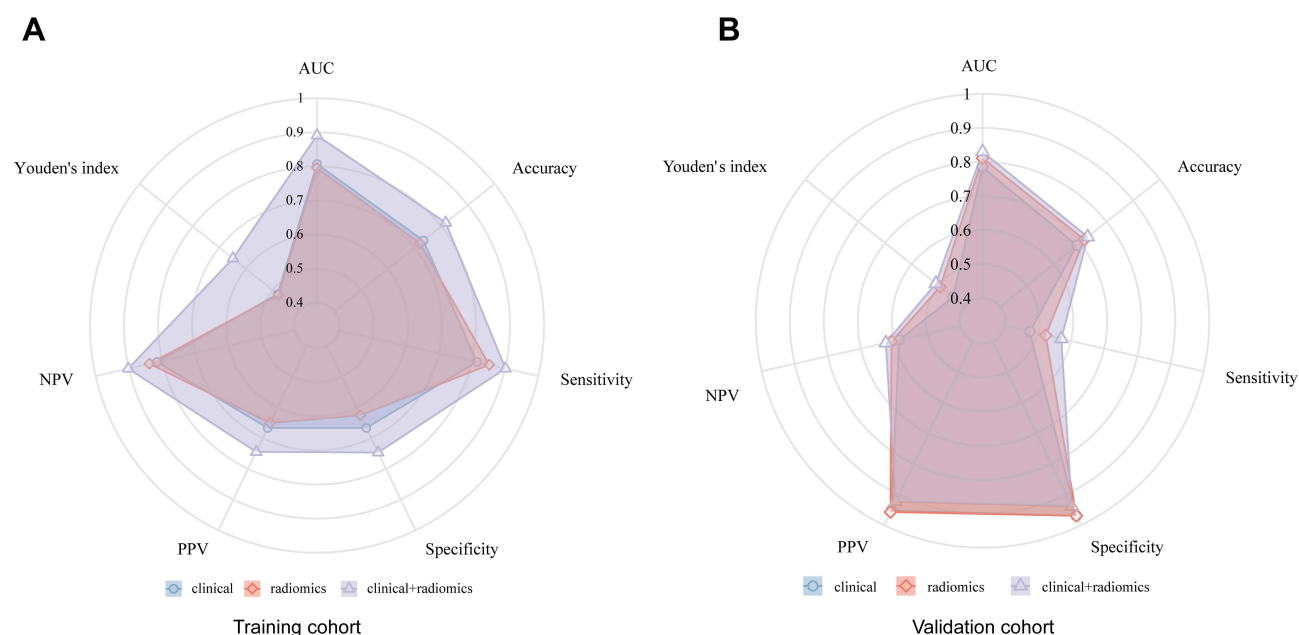 A
AUC
1
0.9
0.8
0.7
0.6
0.5
0.4
Youden's index
Accuracy
NPV
Sensitivity
PPV
Specificity
clinical radiomics clinical+radiomics
Training cohort
B
AUC
1
0.9
0.8
0.7
0.6
0.5
0.4
Youden's index
Accuracy
NPV
Sensitivity
PPV
Specificity
clinical radiomics clinical+radiomics
Validation cohort